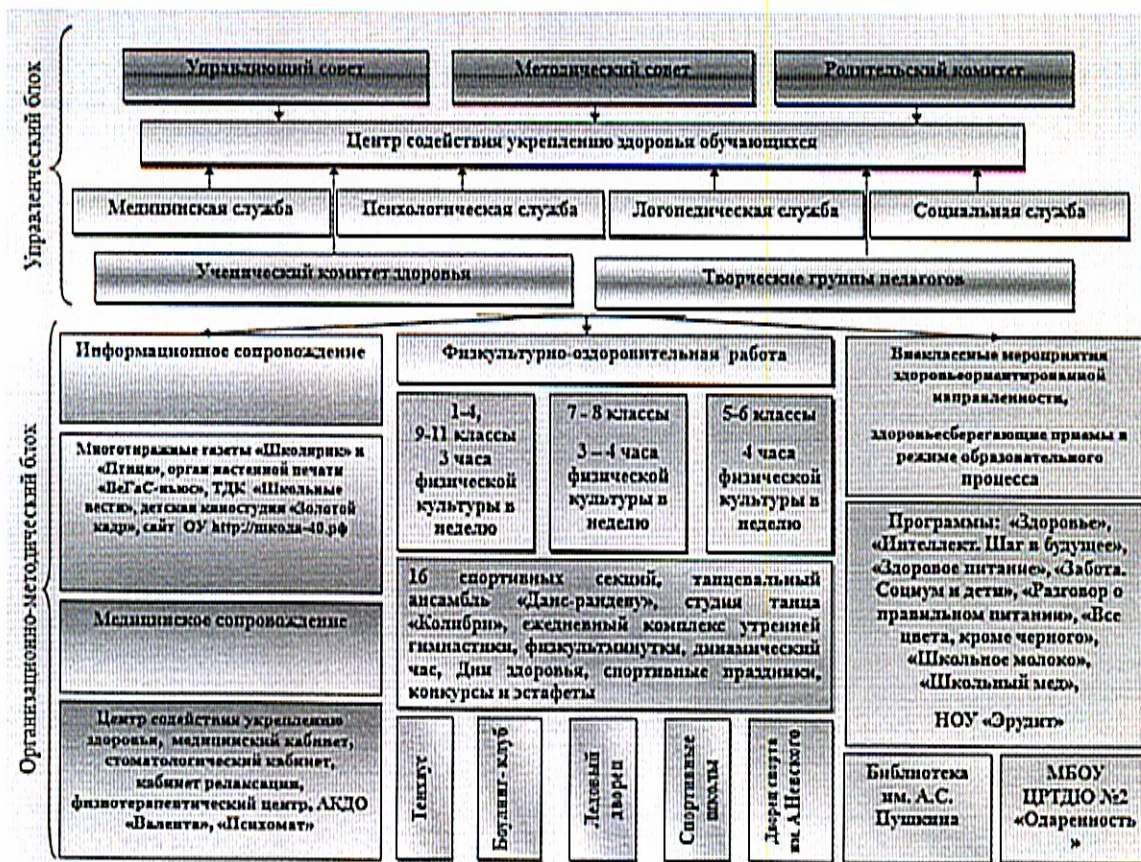 Управленческий блок
Управляющий совет
Методический совет
Родительский комитет
Центр содействия укреплению здоровья обучающихся
Медицинская служба
Психологическая служба
Логопедическая служба
Социальная служба
Ученический комитет здоровья
Творческие группы педагогов
Организационно-методический блок
Информационное сопровождение
Многотиражные газеты «Школярик» и
«Птица», орган настенной печати
«ВеГаС-ньюс», ТДК «Школьные
вести», детская киностудия «Золотой
кадр», сайт ОУ http://школа-40.рф
Медицинское сопровождение
Центр содействия укреплению
здоровья, медицинский кабинет,
стоматологический кабинет,
кабинет релаксации,
физиотерапевтический центр, АКДО
«Валента», «Психомат»
Физкультурно-оздоровительная работа
1-4,
9-11 классы
3 часа
физической
культуры в
неделю
7 - 8 классы
3 – 4 часа
физической
культуры в
неделю
5-6 классы
4 часа
физической
культуры в
неделю
16 спортивных секций, танцевальный
ансамбль «Данс-рандеву», студия танца
«Колибри», ежедневный комплекс утренней
гимнастики, физкультминутки, динамический
час, Дни здоровья, спортивные праздники,
конкурсы и эстафеты
Боулинг- клуб
Ледовый
дворец
Спортивные
школы
Дворец спорта
им. А.Невского
Внеклассные мероприятия
здоровьеориентированной
направленности,
здоровьесберегающие приемы в
режиме образовательного
процесса
Программы: «Здоровье»,
«Интеллект. Шаг в будущее»,
«Здоровое питание», «Забота.
Социум и дети», «Разговор о
правильном питании», «Все
цвета, кроме черного»,
«Школьное молоко»,
«Школьный мед»,
НОУ «Эрудит»
Библиотека
им. А.С.
Пушкина
МБОУ
ЦРТДЮ №2
«Одаренность
»